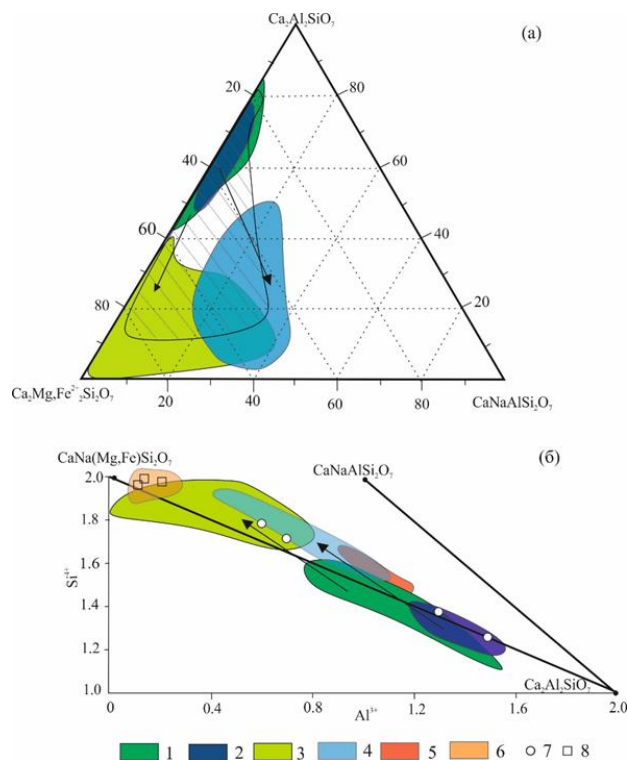 Ca₂Al₂SiO₇
(а)
20 80
40 60
60 40
80 20
Ca₂Mg,Fe²⁺₂Si₂O₇
CaNaAlSi₂O₇
20 40 60 80
(б)
CaNa(Mg,Fe)Si₂O₇
CaNaAlSi₂O₇
2.0
1.8
1.6
Si⁴⁺
1.4
1.2
Ca₂Al₂SiO₇
1.0
0 0.4 0.8 1.2 1.6 2.0
Al³⁺
1 2 3 4 5 6 7 8